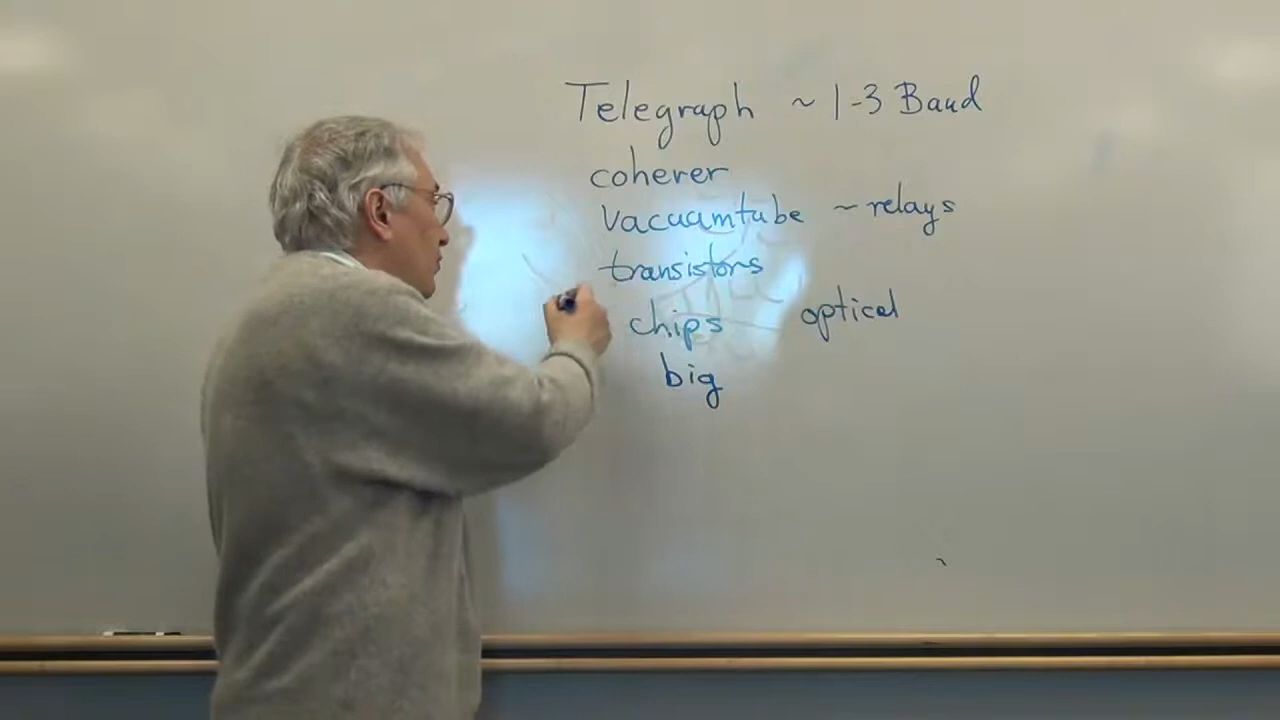 Telegraph ~ 1-3 Baud
coherer
vacuumtube ~ relays
transistors
chips optical
big